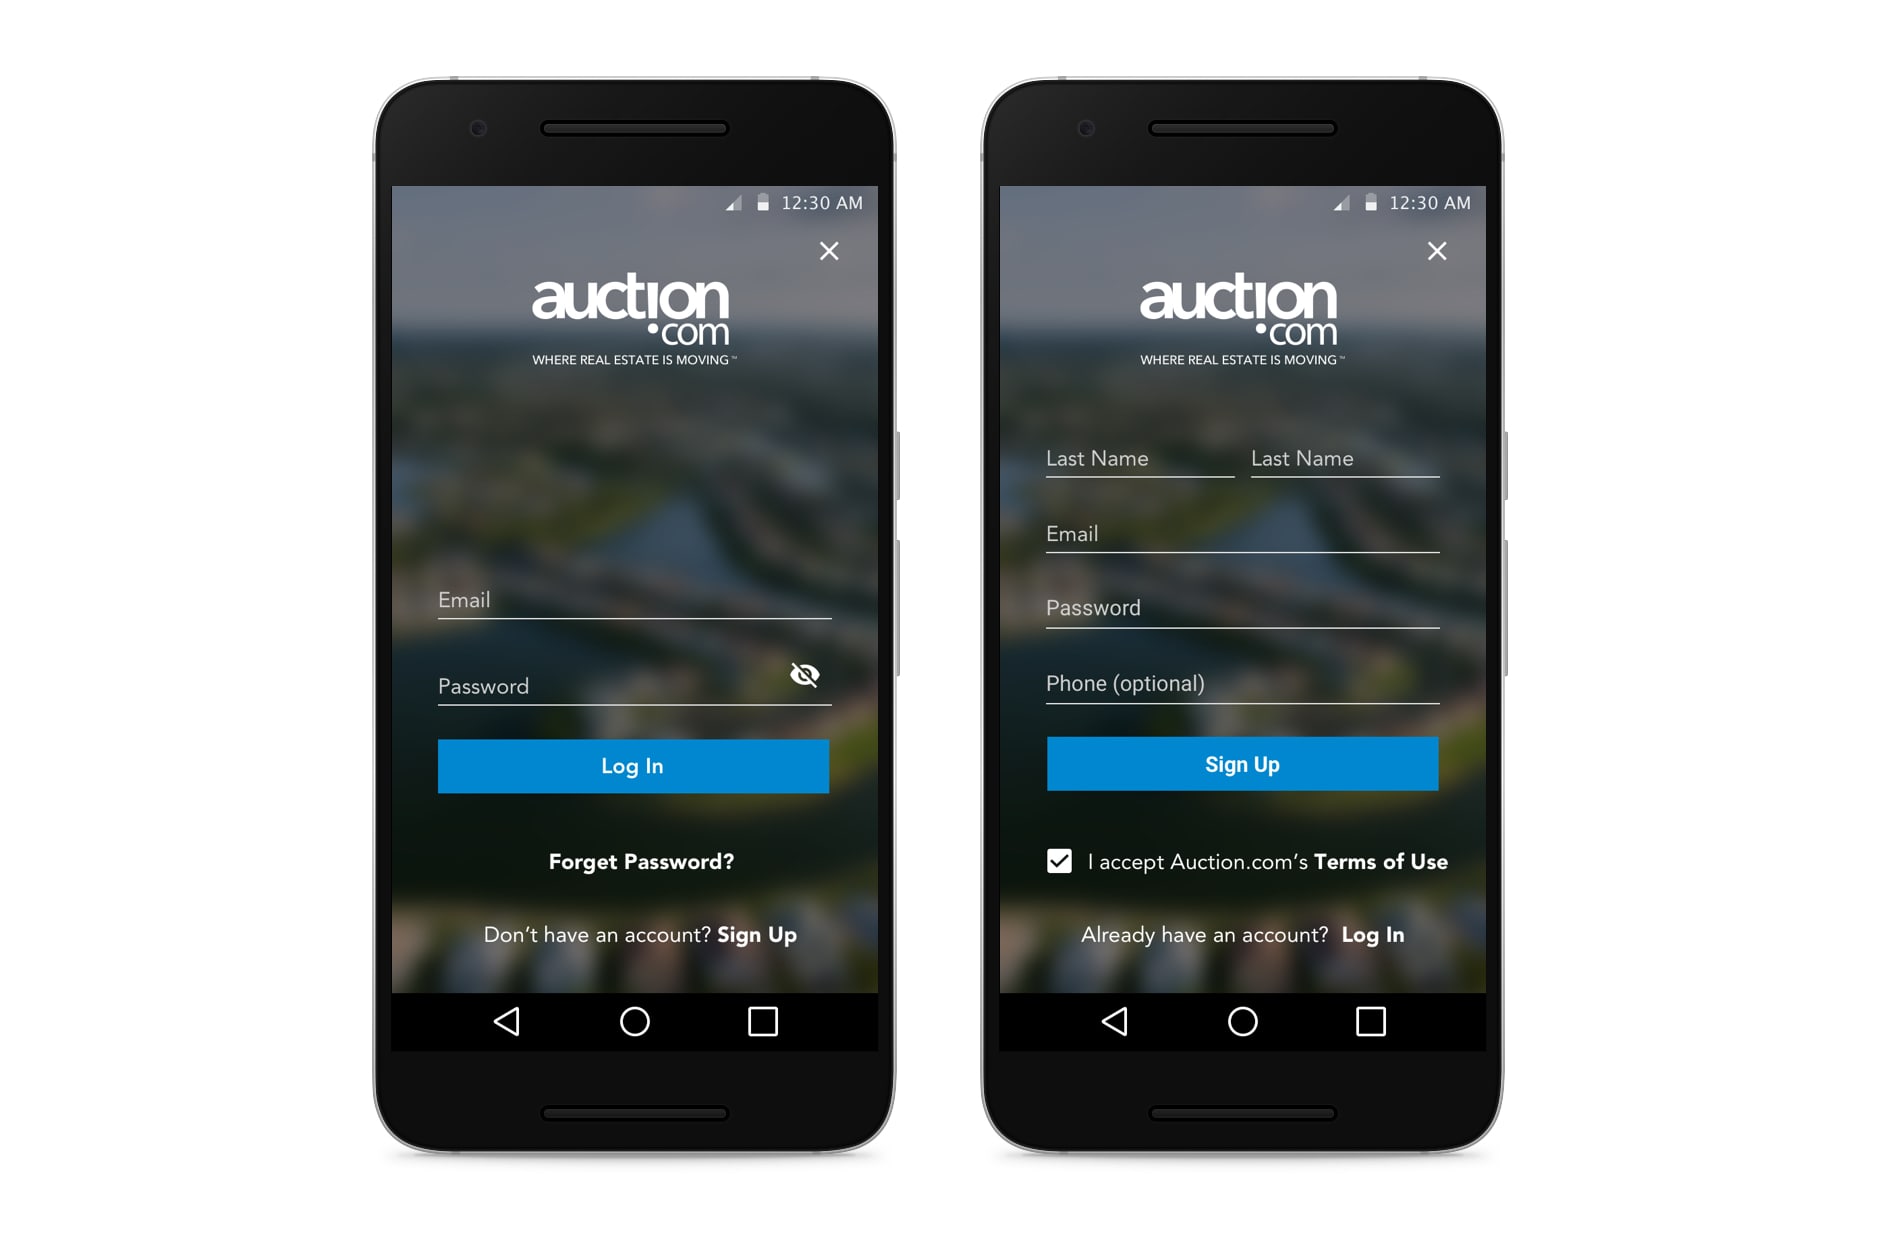 12:30 AM
auction
.com
WHERE REAL ESTATE IS MOVING™
Email
Password
Log In
Forget Password?
Don't have an account? Sign Up
12:30 AM
auction
.com
WHERE REAL ESTATE IS MOVING™
Last Name Last Name
Email
Password
Phone (optional)
Sign Up
I accept Auction.com's Terms of Use
Already have an account? Log In